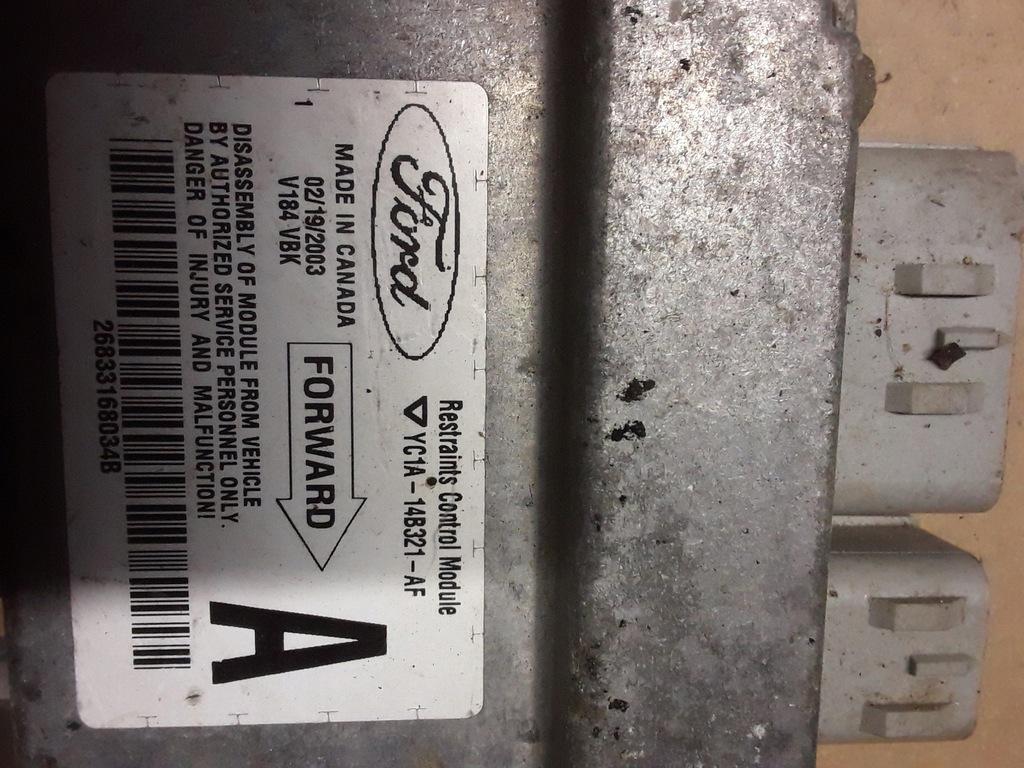 Ford
Restraints Control Module
YC1A-14B321-AF
MADE IN CANADA
02/19/2003
V184 VBK
1
FORWARD
A
DISASSEMBLY OF MODULE FROM VEHICLE
BY AUTHORIZED SERVICE PERSONNEL ONLY.
DANGER OF INJURY AND MALFUNCTION!
26833168034B